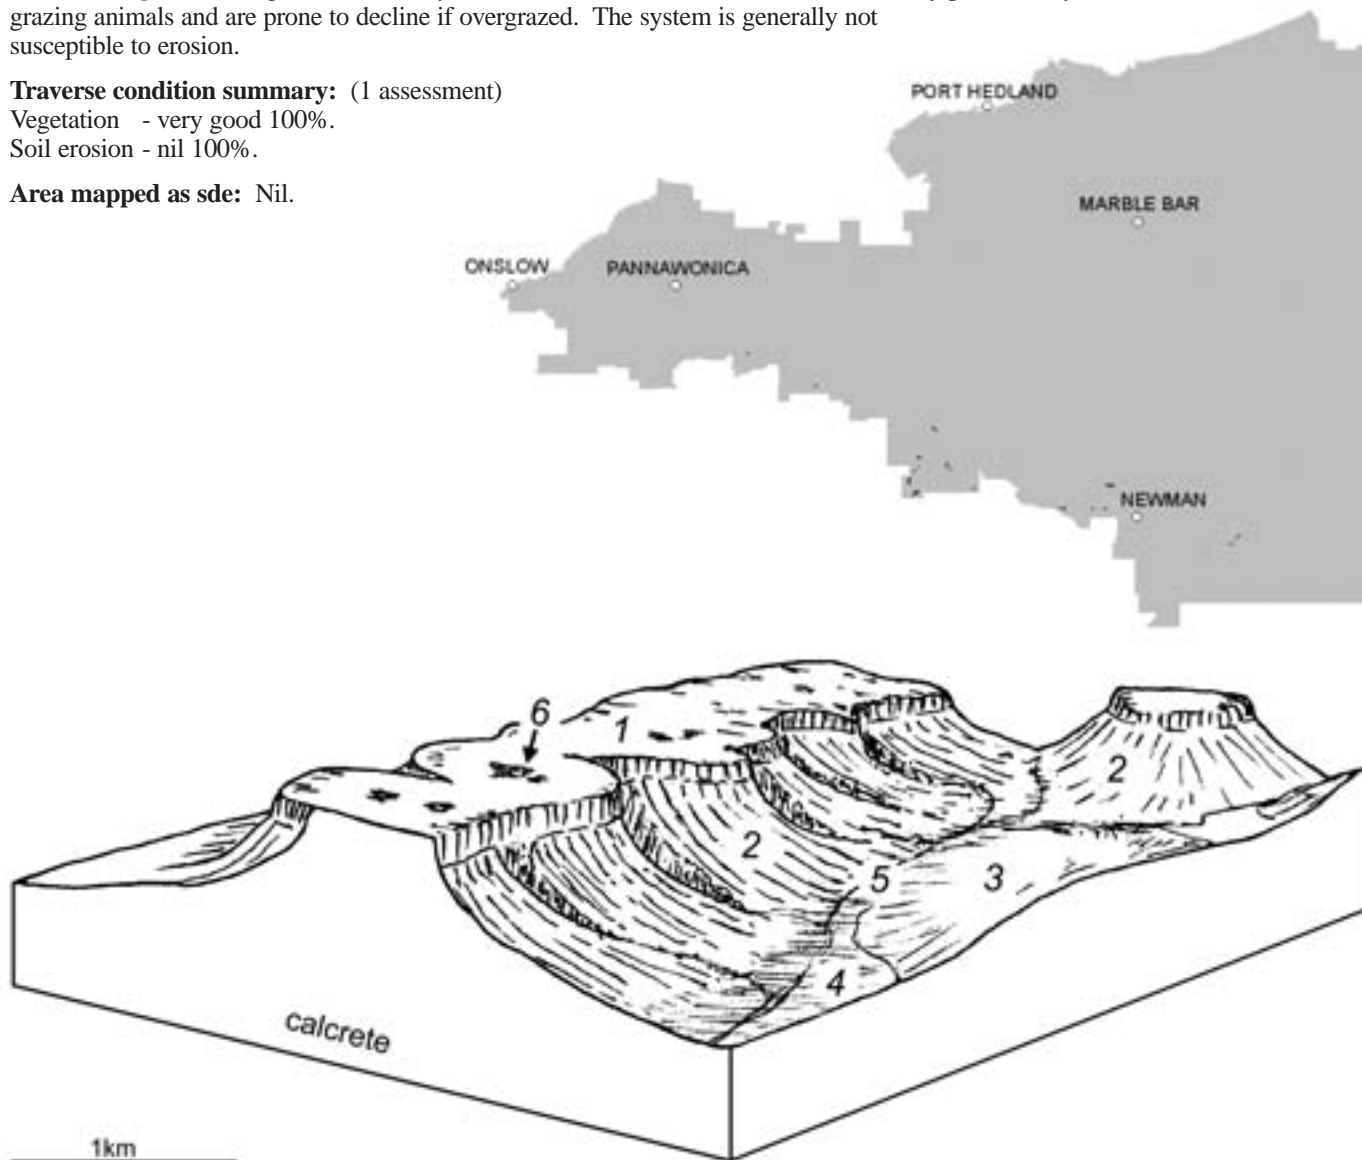 grazing animals and are prone to decline if overgrazed.  The system is generally not
susceptible to erosion.
Traverse condition summary:  (1 assessment)
Vegetation   - very good 100%.
Soil erosion - nil 100%.
Area mapped as sde:  Nil.
PORT HEDLAND
MARBLE BAR
ONSLOW
PANNAWONICA
NEWMAN
6
1
2
2
5
3
4
calcrete
1km